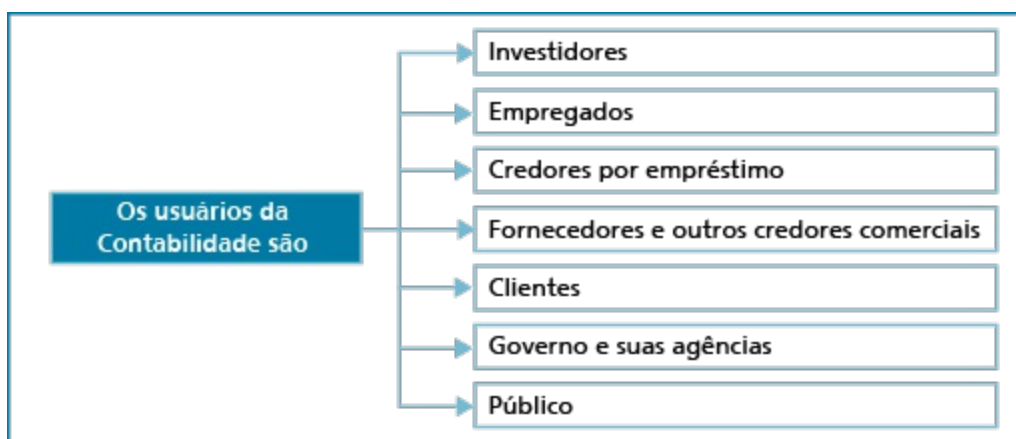 Os usuários da
Contabilidade são
Investidores
Empregados
Credores por empréstimo
Fornecedores e outros credores comerciais
Clientes
Governo e suas agências
Público